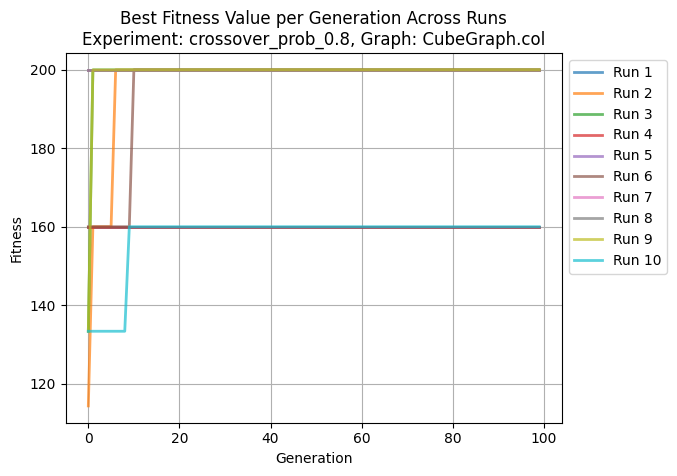 Best Fitness Value per Generation Across Runs
Experiment: crossover_prob_0.8, Graph: CubeGraph.col
200
180
160
140
120
Fitness
0
20
40
60
80
100
Generation
Run 1
Run 2
Run 3
Run 4
Run 5
Run 6
Run 7
Run 8
Run 9
Run 10